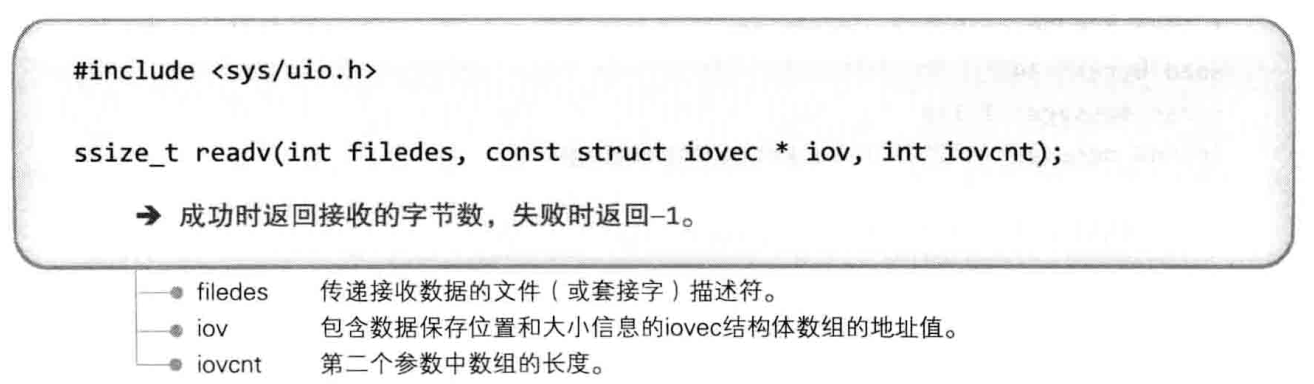 #include <sys/uio.h>
ssize_t readv(int filedes, const struct iovec * iov, int iovcnt);
➔ 成功时返回接收的字节数，失败时返回–1。
filedes 传递接收数据的文件（或套接字）描述符。
iov 包含数据保存位置和大小信息的iovec结构体数组的地址值。
iovcnt 第二个参数中数组的长度。